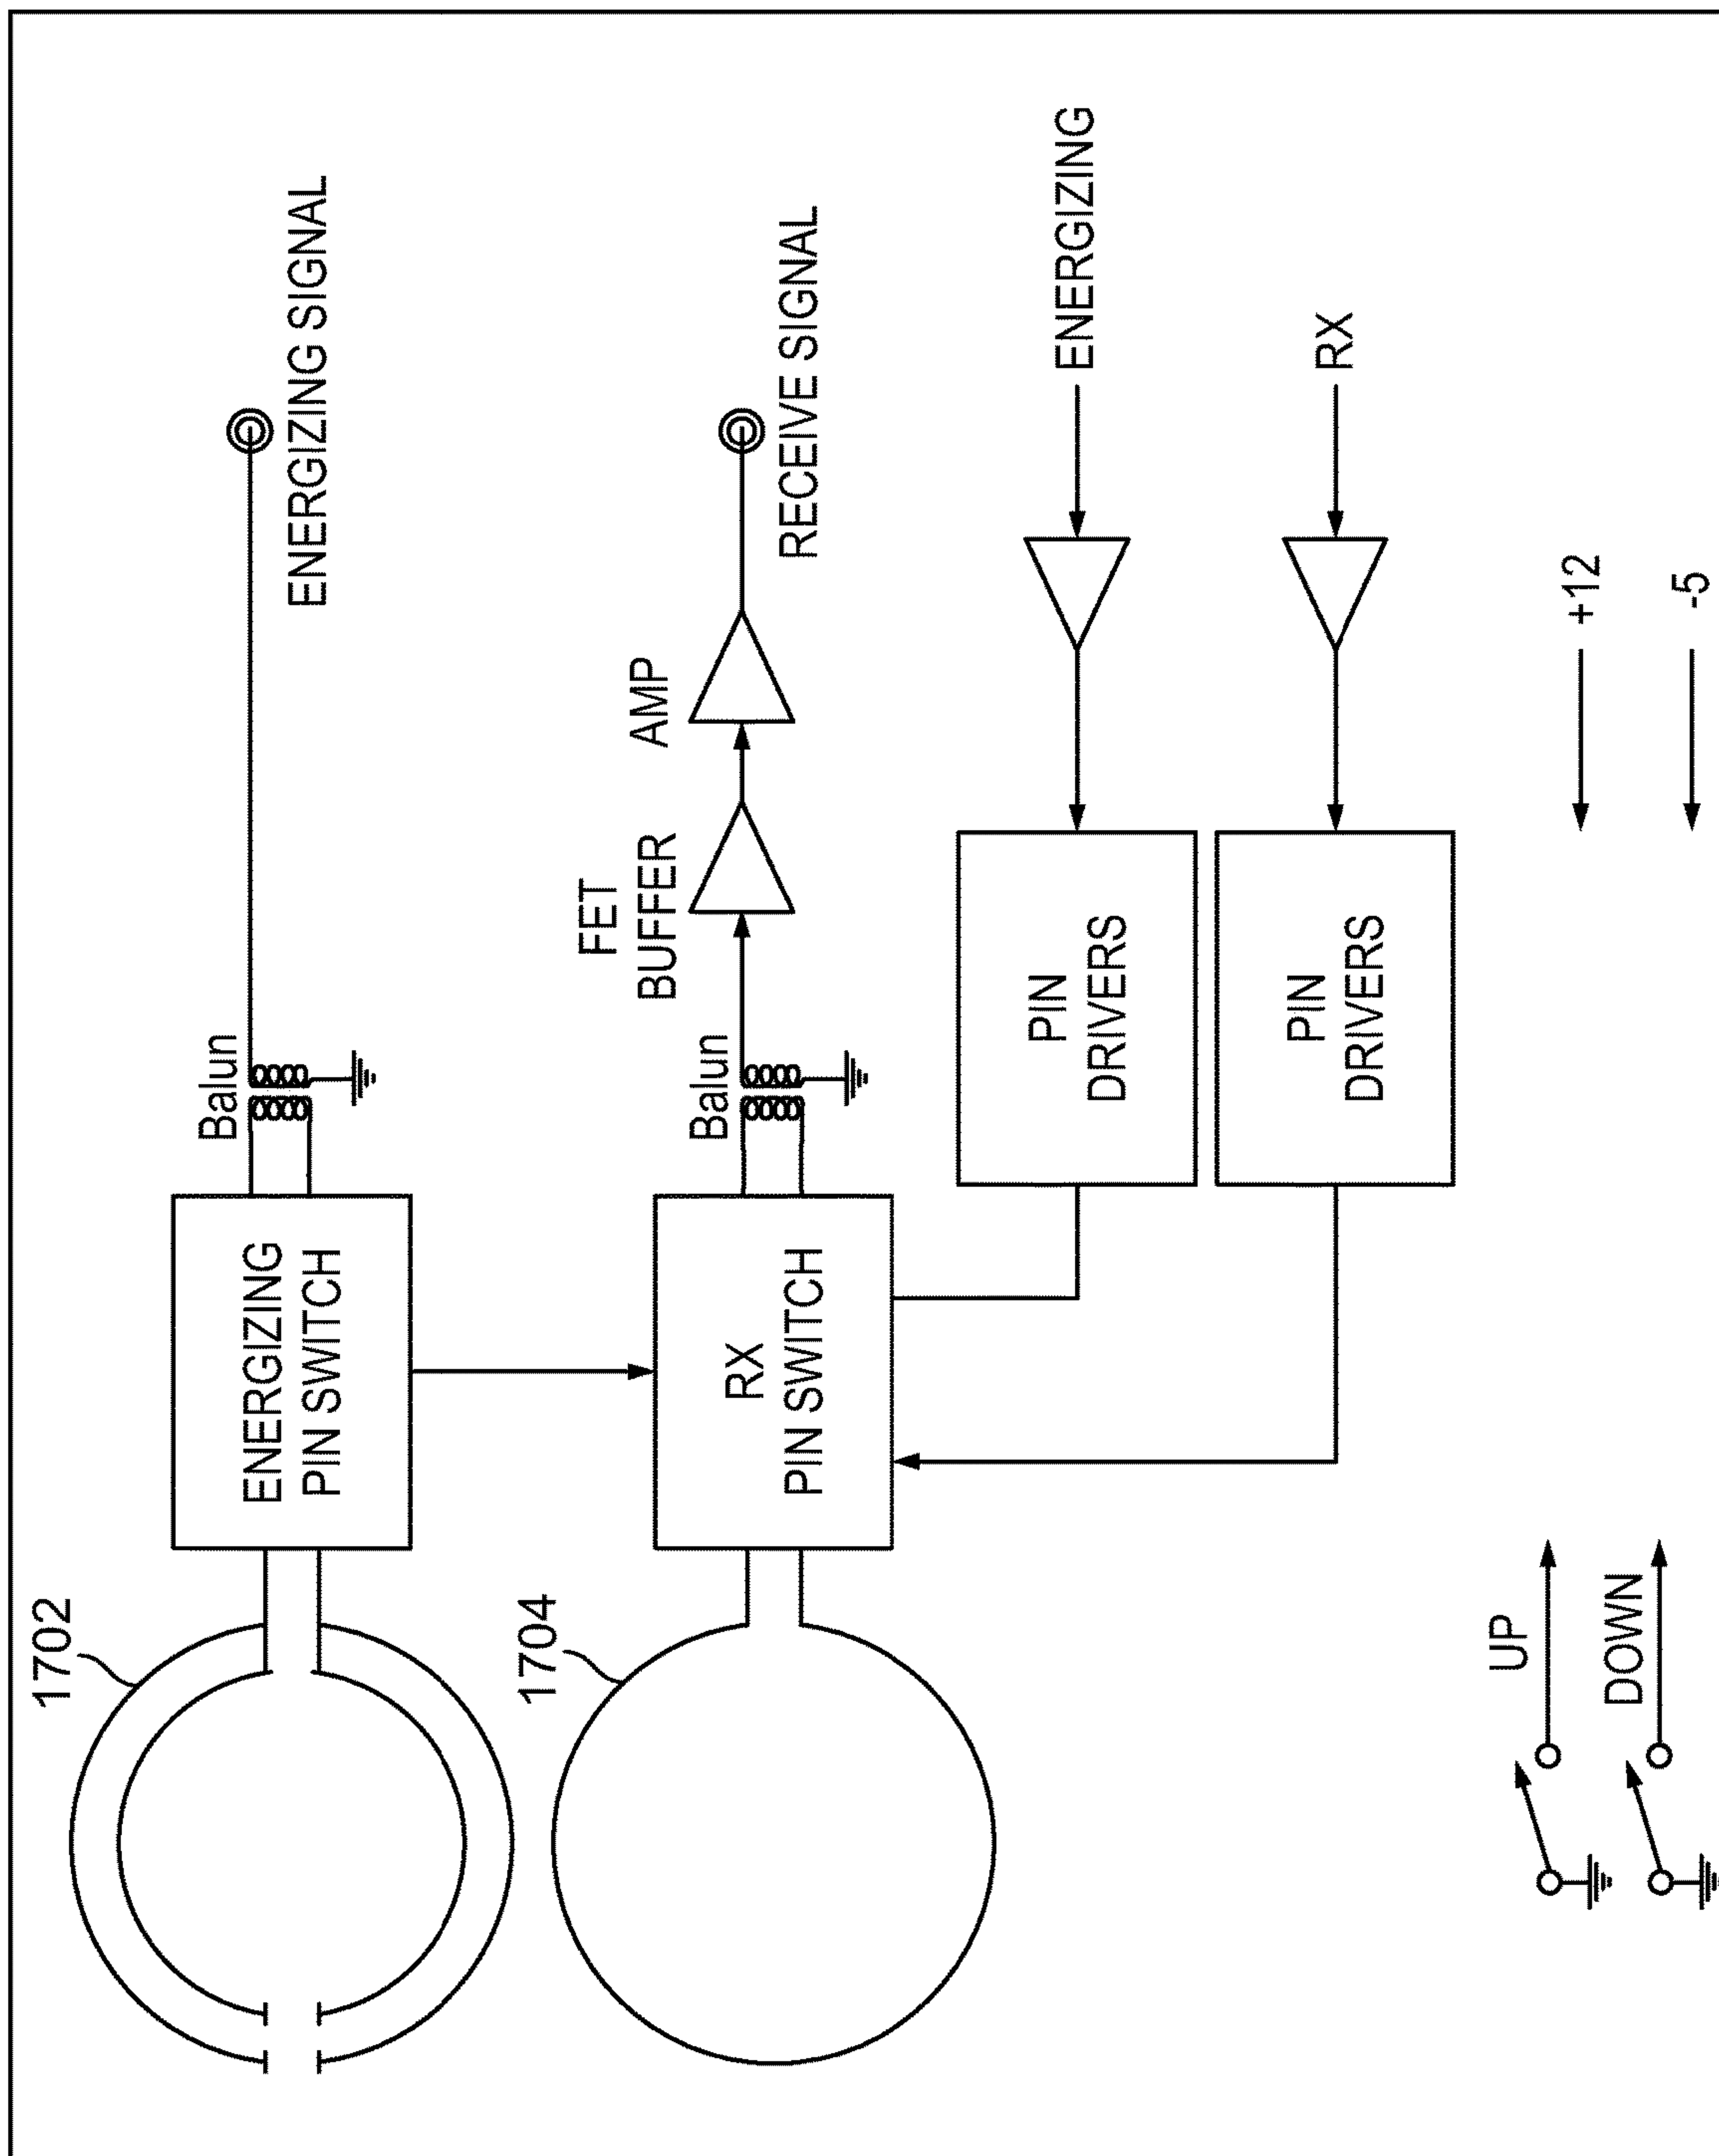 1702
ENERGIZING
PIN SWITCH
Balun
ENERGIZING SIGNAL
1704
RX
PIN SWITCH
Balun
FET
BUFFER
AMP
RECEIVE SIGNAL
PIN
DRIVERS
ENERGIZING
PIN
DRIVERS
RX
UP
DOWN
+12
-5